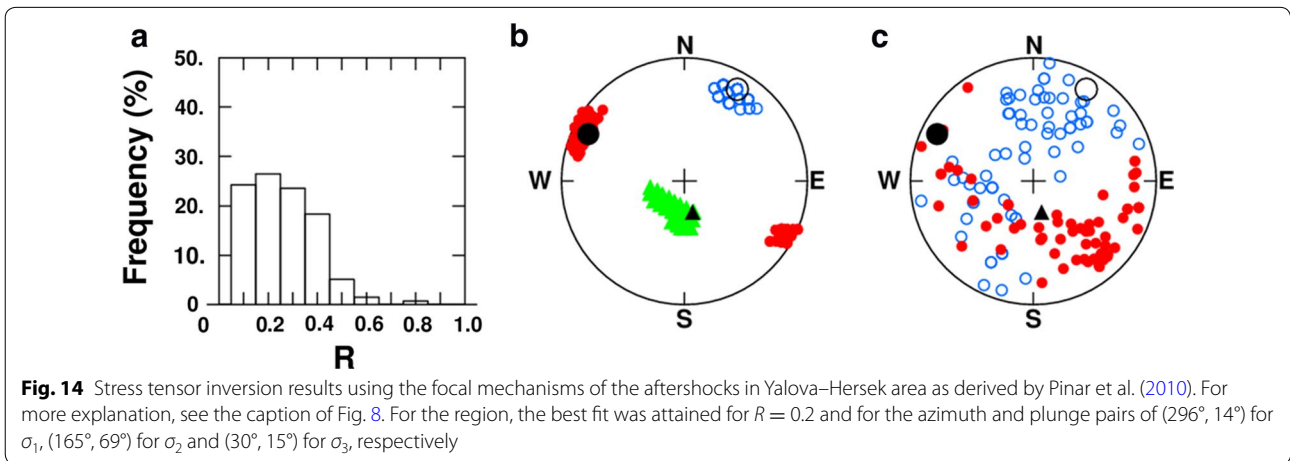 a
b
c
50.
40.
30.
20.
10.
0
Frequency (%)
0 0.2 0.4 0.6 0.8 1.0
R
N
W E
S
N
W E
S
Fig. 14 Stress tensor inversion results using the focal mechanisms of the aftershocks in Yalova–Hersek area as derived by Pinar et al. (2010). For
more explanation, see the caption of Fig. 8. For the region, the best fit was attained for R = 0.2 and for the azimuth and plunge pairs of (296°, 14°) for
σ1, (165°, 69°) for σ2 and (30°, 15°) for σ3, respectively